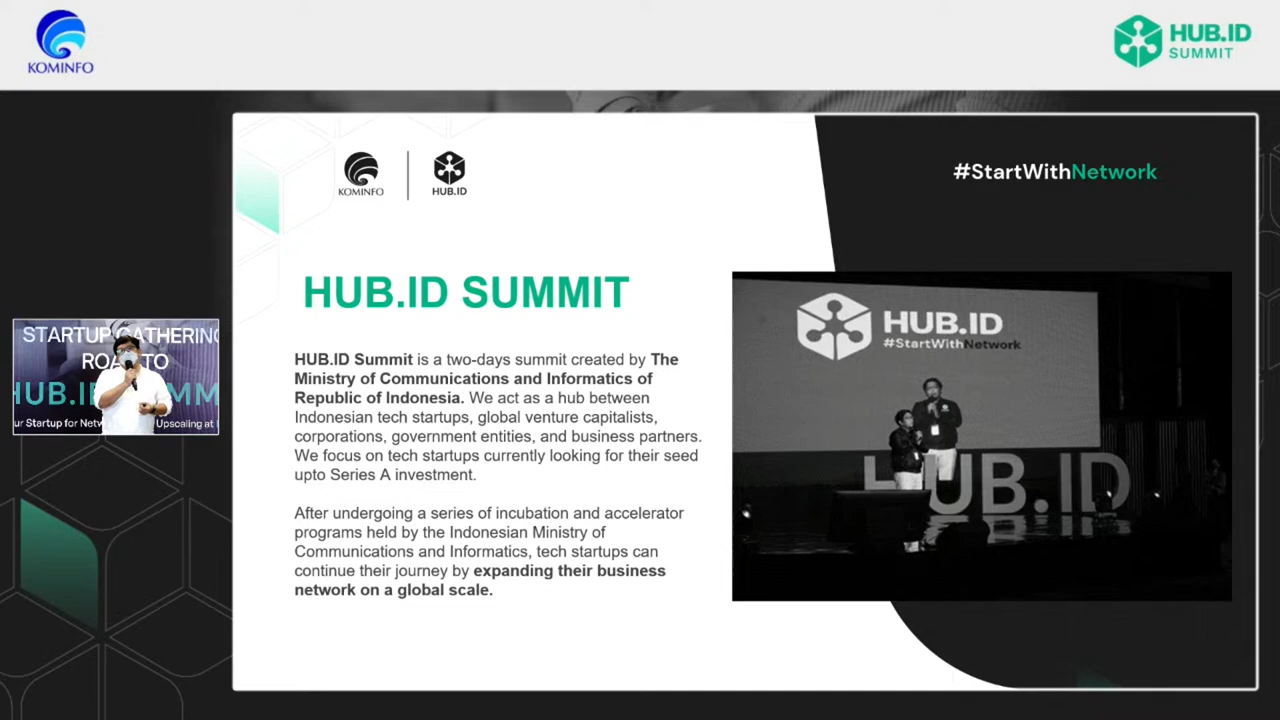 KOMINFO
HUB.ID
SUMMIT
KOMINFO
HUB.ID
#StartWithNetwork
HUB.ID SUMMIT
HUB.ID Summit is a two-days summit created by The
Ministry of Communications and Informatics of
Republic of Indonesia. We act as a hub between
Indonesian tech startups, global venture capitalists,
corporations, government entities, and business partners.
We focus on tech startups currently looking for their seed
upto Series A investment.
After undergoing a series of incubation and accelerator
programs held by the Indonesian Ministry of
Communications and Informatics, tech startups can
continue their journey by expanding their business
network on a global scale.
HUB.ID
#StartWithNetwork
HUB.ID
STARTUP GATHERING
ROAD TO
HUB.ID SUMM
ur Startup for Netw Upscaling at